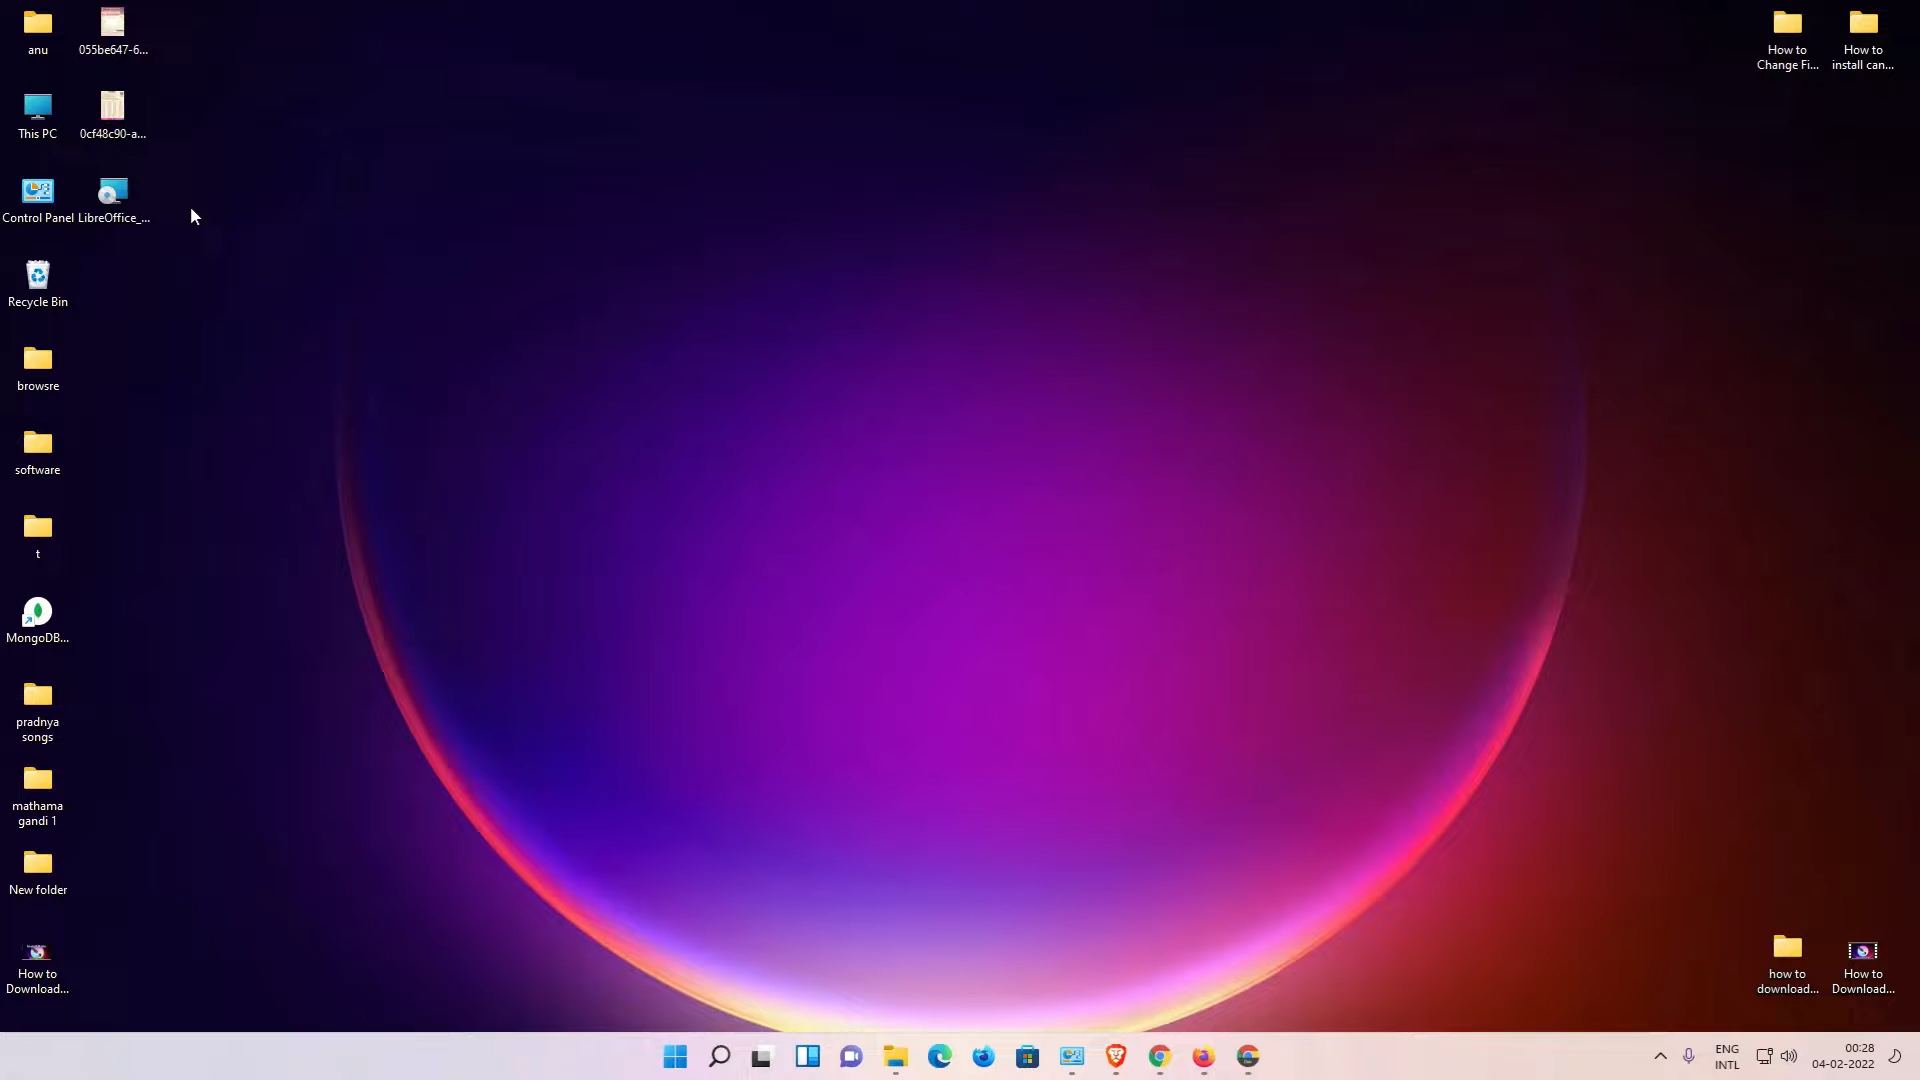 anu
055be647-6...
This PC
0cf48c90-a...
Control Panel
LibreOffice_...
Recycle Bin
browsre
software
t
MongoDB...
pradnya
songs
mathama
gandi 1
New folder
How to
Download...
How to
Change Fi...
How to
install can...
how to
download...
How to
Download...
ENG
INTL
00:28
04-02-2022